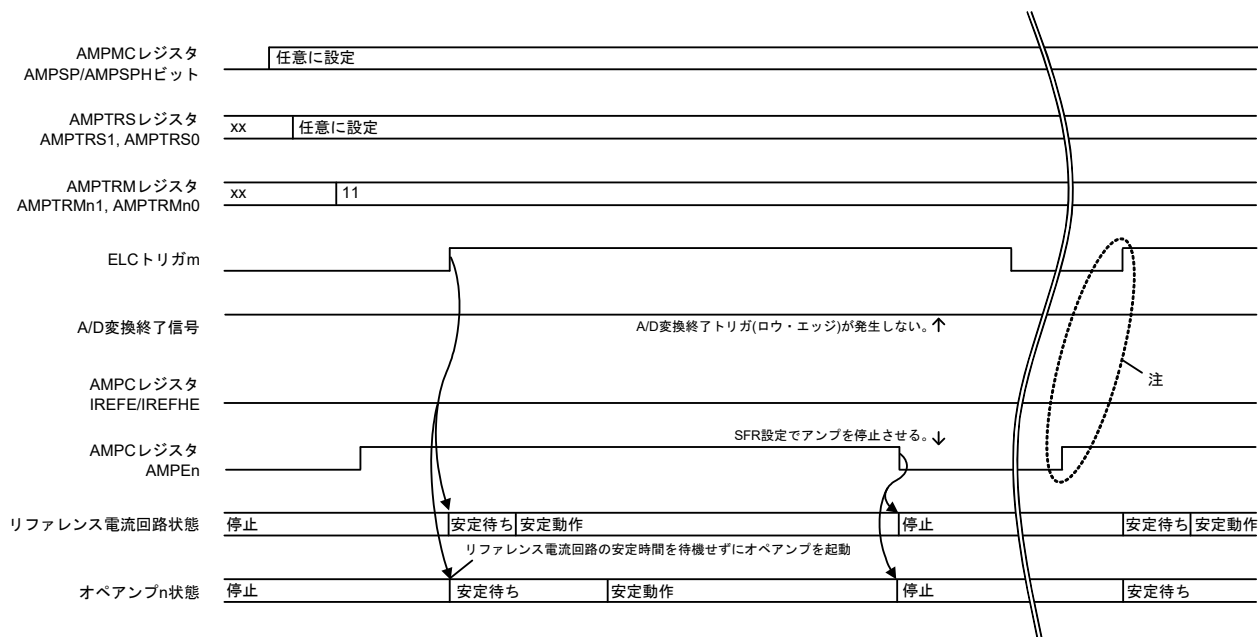 AMPMCレジスタ
AMPSP/AMPSPHビット
任意に設定
AMPTRSレジスタ
AMPTRS1, AMPTRS0
xx
任意に設定
AMPTRMレジスタ
AMPTRMn1, AMPTRMn0
xx
11
ELCトリガm
A/D変換終了信号
A/D変換終了トリガ(ロウ・エッジ)が発生しない。↑
注
AMPCレジスタ
IREFE/IREFHE
AMPCレジスタ
AMPEn
SFR設定でアンプを停止させる。↓
リファレンス電流回路状態
停止
安定待ち
安定動作
停止
安定待ち
安定動作
リファレンス電流回路の安定時間を待機せずにオペアンプを起動
オペアンプn状態
停止
安定待ち
安定動作
停止
安定待ち